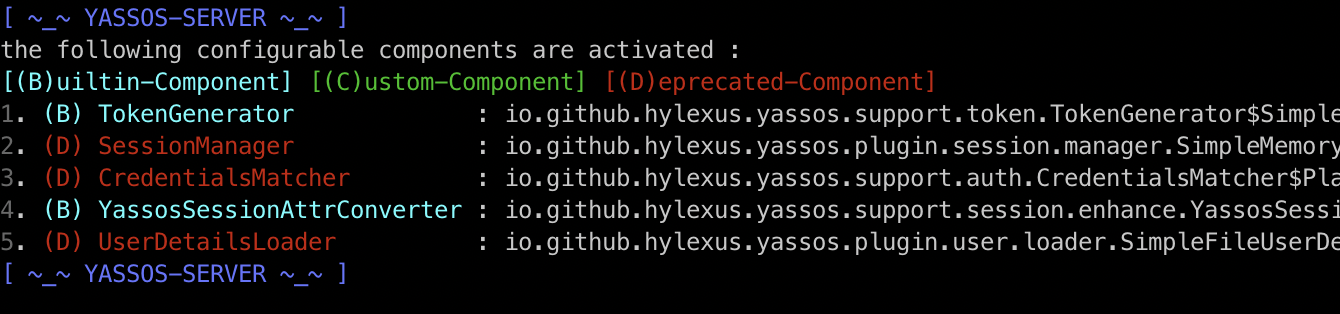 [ ~_~ YASSOS-SERVER ~_~ ]
the following configurable components are activated :
[(B)uiltin-Component] [(C)ustom-Component] [(D)eprecated-Component]
1. (B) TokenGenerator : io.github.hylexus.yassos.support.token.TokenGenerator$Simple
2. (D) SessionManager : io.github.hylexus.yassos.plugin.session.manager.SimpleMemory
3. (D) CredentialsMatcher : io.github.hylexus.yassos.support.auth.CredentialsMatcher$Pla
4. (B) YassosSessionAttrConverter : io.github.hylexus.yassos.support.session.enhance.YassosSessi
5. (D) UserDetailsLoader : io.github.hylexus.yassos.plugin.user.loader.SimpleFileUserDe
[ ~_~ YASSOS-SERVER ~_~ ]